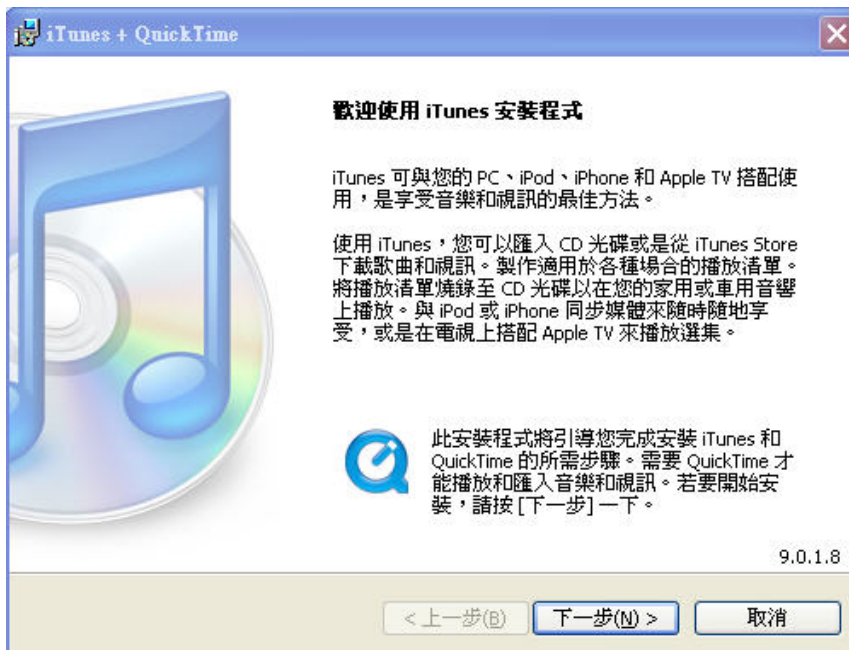 iTunes + QuickTime
歡迎使用 iTunes 安裝程式
iTunes 可與您的 PC、iPod、iPhone 和 Apple TV 搭配使
用，是享受音樂和視訊的最佳方法。
使用 iTunes，您可以匯入 CD 光碟或是從 iTunes Store
下載歌曲和視訊。製作適用於各種場合的播放清單。
將播放清單燒錄至 CD 光碟以在您的家用或車用音響
上播放。與 iPod 或 iPhone 同步媒體來隨時隨地享
受，或是在電視上搭配 Apple TV 來播放選集。
此安裝程式將引導您完成安裝 iTunes 和
QuickTime 的所需步驟。需要 QuickTime 才
能播放和匯入音樂和視訊。若要開始安
裝，請按 [下一步] 一下。
9.0.1.8
< 上一步(B)
下一步(N) >
取消